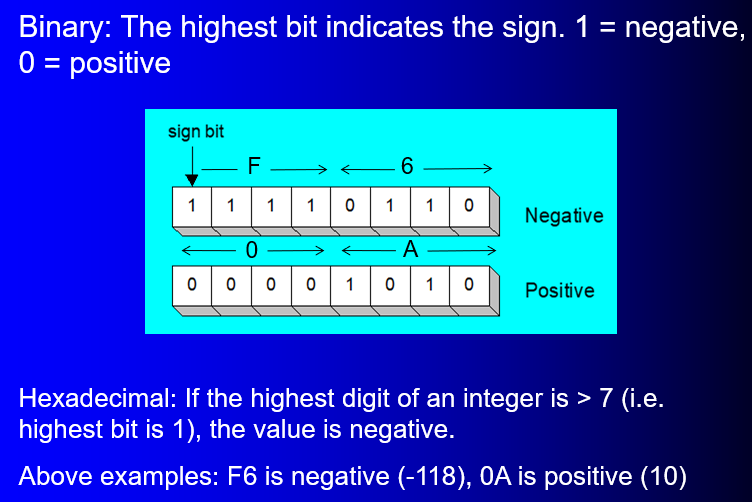 Binary: The highest bit indicates the sign. 1 = negative,
0 = positive
sign bit
F 6
1 1 1 1 0 1 1 0 Negative
0 A
0 0 0 0 1 0 1 0 Positive
Hexadecimal: If the highest digit of an integer is > 7 (i.e.
highest bit is 1), the value is negative.
Above examples: F6 is negative (-118), 0A is positive (10)